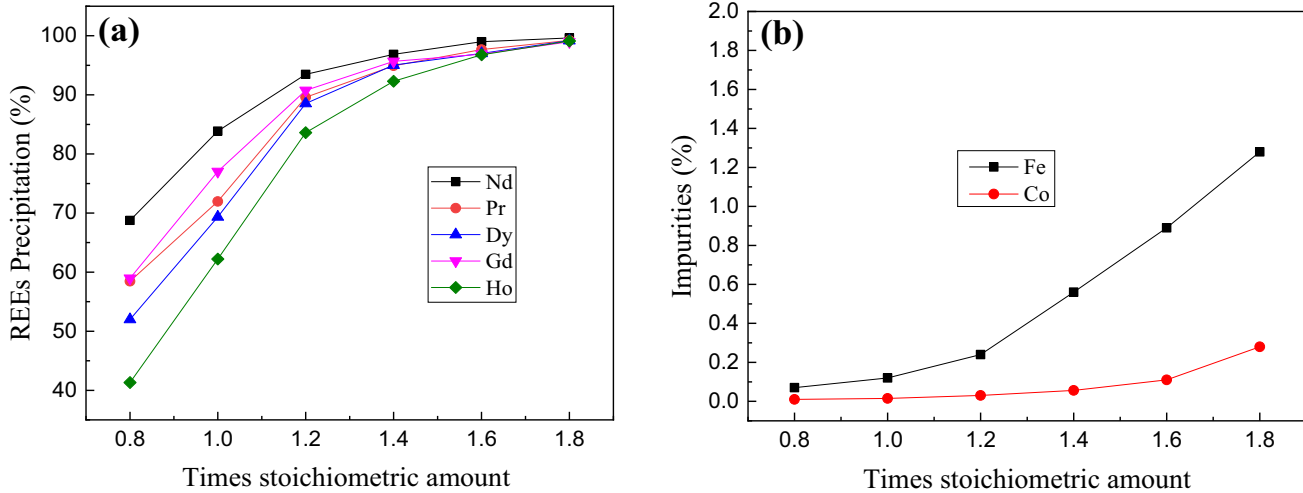 (a)
REEs Precipitation (%)
100
90
80
70
60
50
40
Nd
Pr
Dy
Gd
Ho
0.8 1.0 1.2 1.4 1.6 1.8
Times stoichiometric amount
(b)
Impurities (%)
2.0
1.8
1.6
1.4
1.2
1.0
0.8
0.6
0.4
0.2
0.0
Fe
Co
0.8 1.0 1.2 1.4 1.6 1.8
Times stoichiometric amount